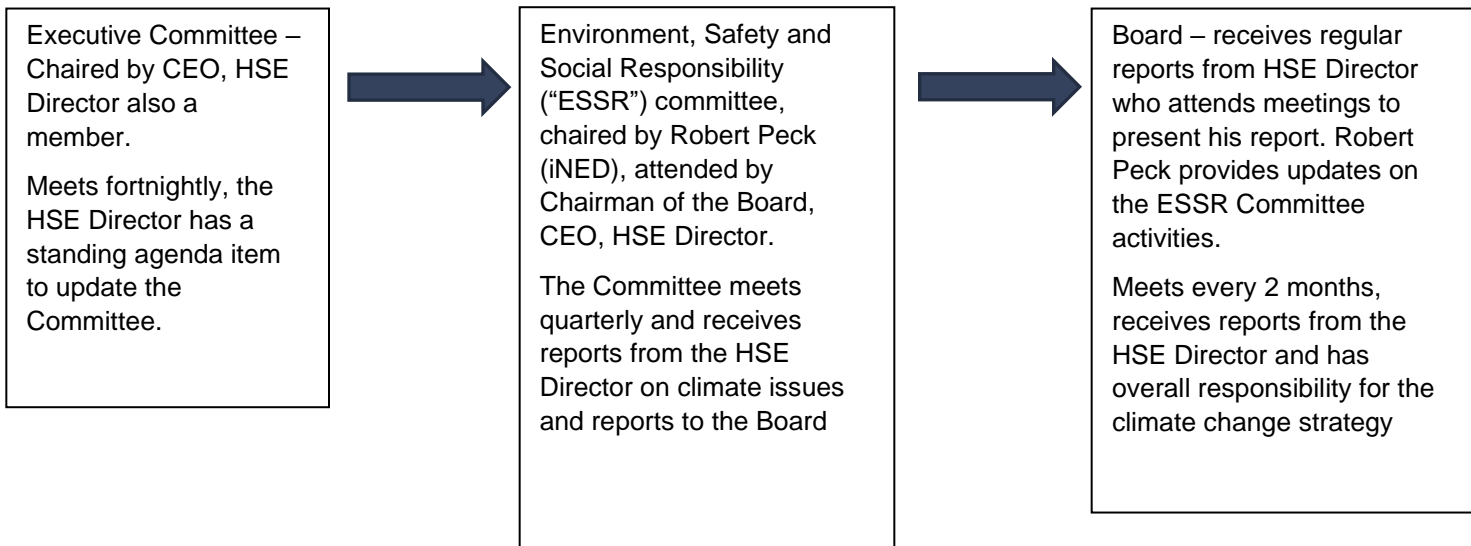 Executive Committee –
Chaired by CEO, HSE
Director also a
member.
Meets fortnightly, the
HSE Director has a
standing agenda item
to update the
Committee.
Environment, Safety and
Social Responsibility
(“ESSR”) committee,
chaired by Robert Peck
(iNED), attended by
Chairman of the Board,
CEO, HSE Director.
The Committee meets
quarterly and receives
reports from the HSE
Director on climate issues
and reports to the Board
Board – receives regular
reports from HSE Director
who attends meetings to
present his report. Robert
Peck provides updates on
the ESSR Committee
activities.
Meets every 2 months,
receives reports from the
HSE Director and has
overall responsibility for the
climate change strategy